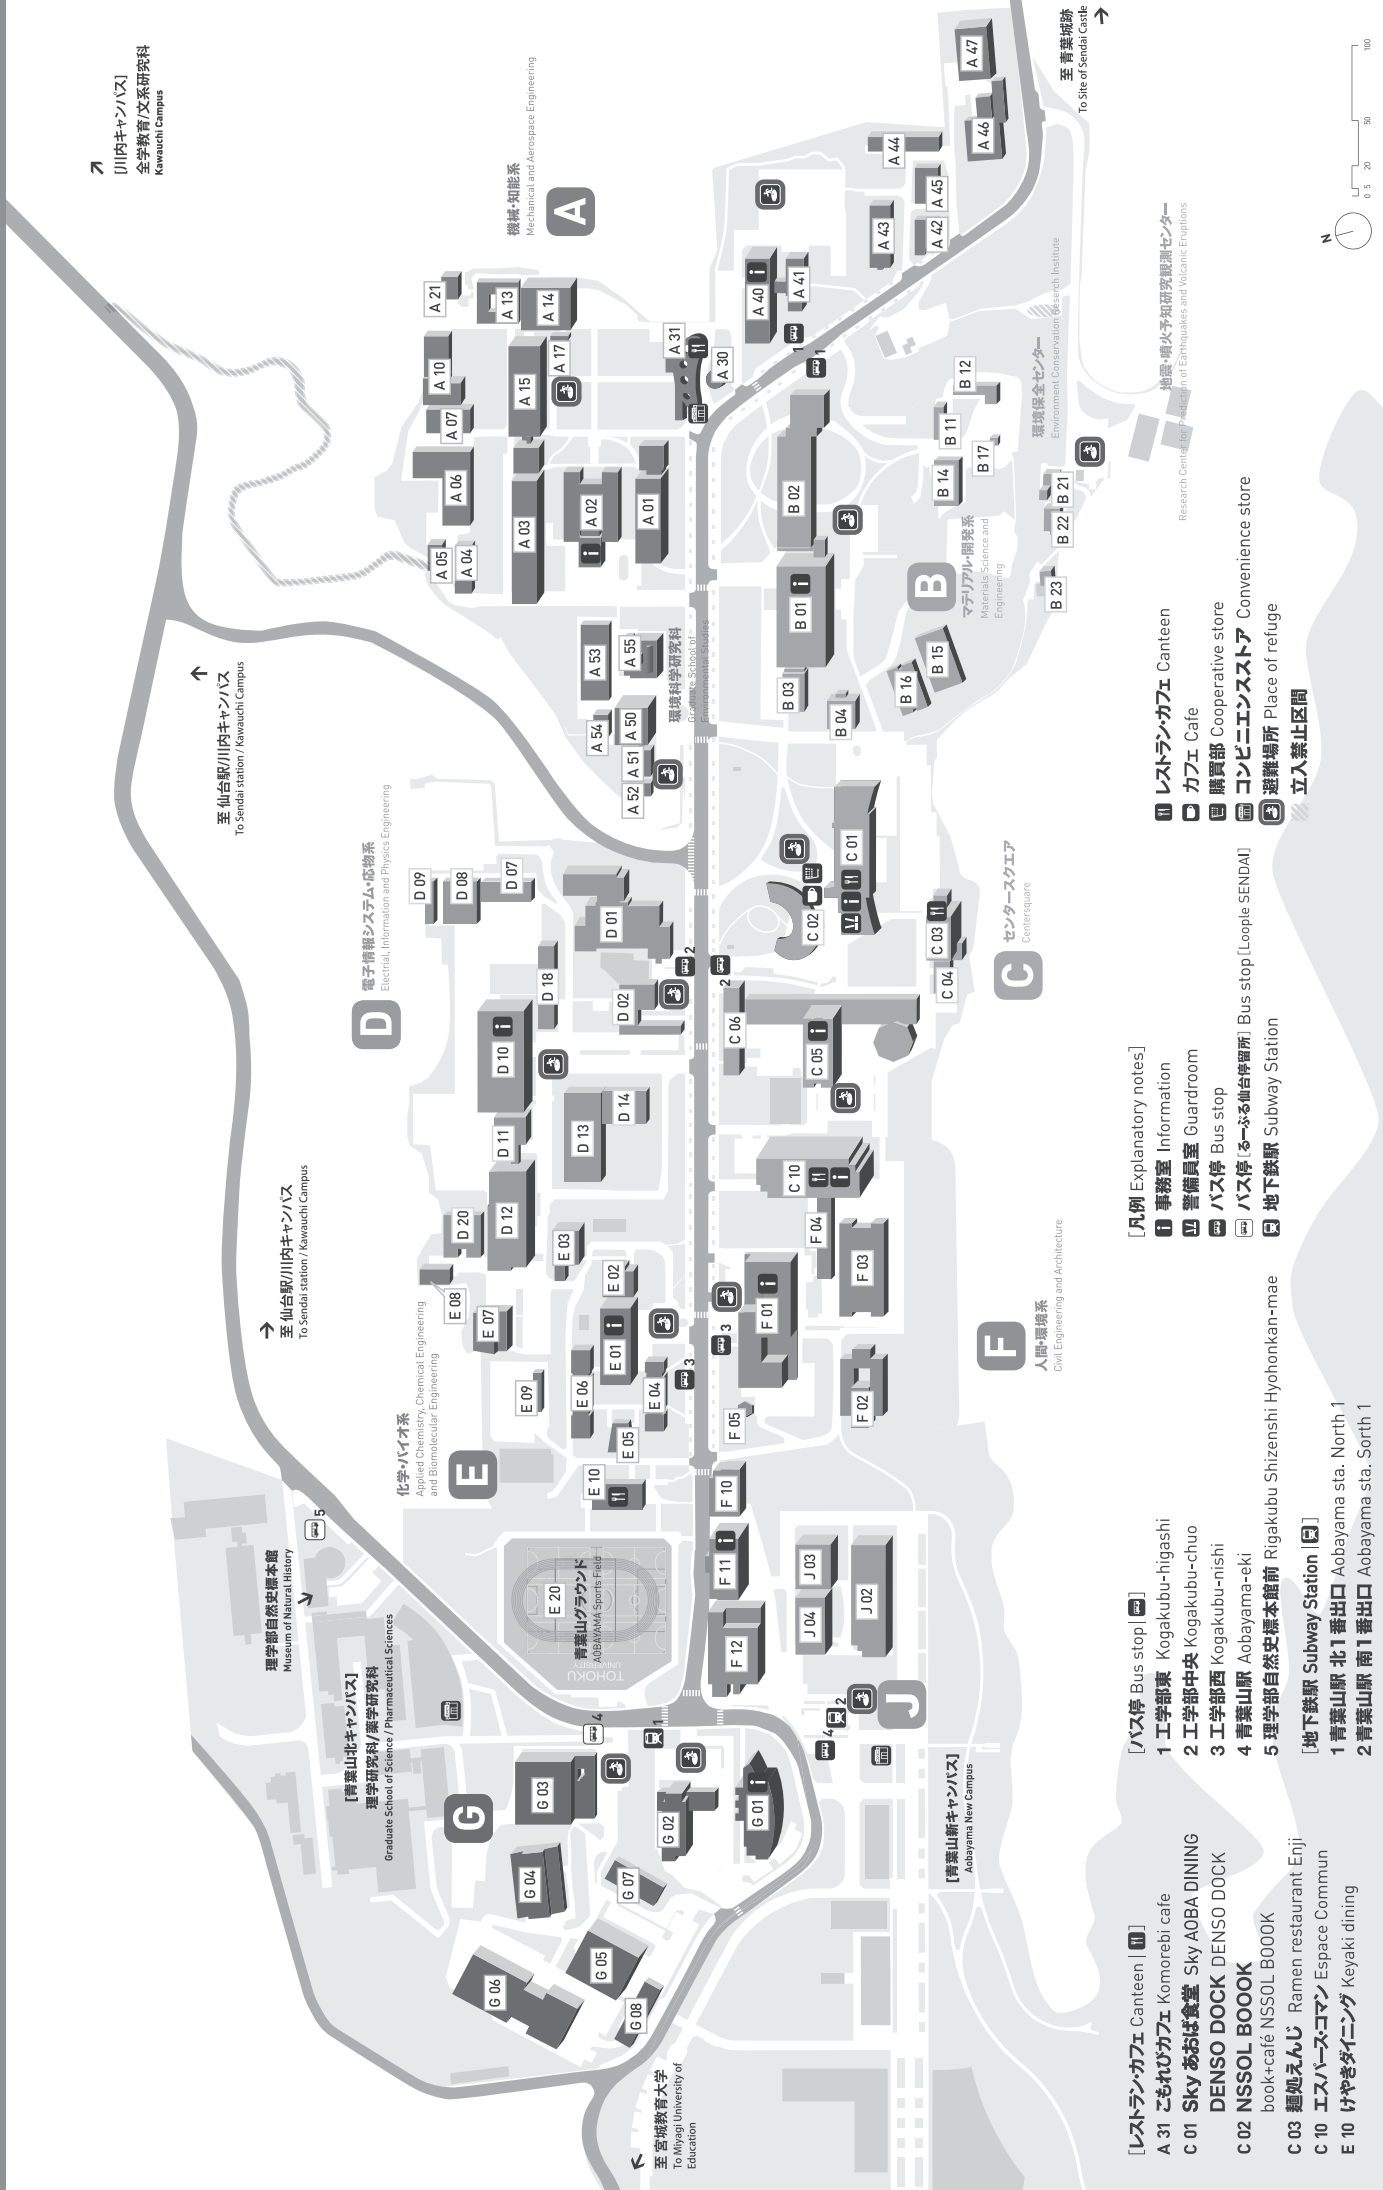 [川内キャンパス]
全学教育/文系研究科
Kawauchi Campus
至 青葉城跡
To Site of Sendai Castle
至 仙台駅/川内キャンパス
To Sendai station / Kawauchi Campus
至 仙台駅/川内キャンパス
To Sendai station / Kawauchi Campus
至 宮城教育大学
To Miyagi University of
Education
A
機械・知能系
Mechanical and Aerospace Engineering
A 21
A 13
A 14
A 10
A 07
A 15
A 17
A 06
A 05
A 04
A 03
A 02
A 01
A 31
A 30
A 40
A 41
A 43
A 42
A 45
A 44
A 46
A 47
A 53
A 55
A 54
A 50
A 51
A 52
環境科学研究科
Graduate School of
Environmental Studies
1
1
B
マテリアル・開発系
Materials Science and
Engineering
B 02
B 01
B 03
B 04
B 16
B 15
B 12
B 11
B 17
B 14
B 21
B 22
B 23
環境保全センター
Environment Conservation Reserch Institute
地震・噴火予知研究観測センター
Research Center for Prediction of Earthquakes and Volcanic Eruptions
C
センタースクエア
Centersquare
C 01
C 02
C 03
C 04
C 05
C 06
C 10
2
2
D
電子情報システム・応物系
Electrial, Information and Physics Engineering
D 09
D 08
D 07
D 01
D 18
D 02
D 10
D 11
D 14
D 13
D 12
D 20
E
化学・バイオ系
Applied Chemistry, Chemical Engineering
and Biomolecular Engineering
E 03
E 08
E 07
E 02
E 01
E 09
E 06
E 04
E 05
E 10
E 20
青葉山グラウンド
AOBAYAMA Sports Field
TOHOKU
UNIVERSITY
3
3
F
人間・環境系
Civil Engineering and Architecture
F 04
F 03
F 01
F 02
F 05
F 10
F 11
F 12
J
J 03
J 04
J 02
4
2
4
1
5
G
G 03
G 02
G 01
G 04
G 07
G 05
G 06
G 08
理学部自然史標本館
Museum of Natural History
[青葉山北キャンパス]
理学研究科/薬学研究科
Graduate School of Science / Pharmaceutical Sciences
[青葉山新キャンパス]
Aobayama New Campus
N
0 5 20 50 100
[レストラン・カフェ Canteen | ]
A 31 こもれびカフェ Komorebi cafe
C 01 Sky あおば食堂 Sky AOBA DINING
DENSO DOCK DENSO DOCK
C 02 NSSOL BOOOK
book+café NSSOL BOOOK
C 03 麺処えんじ Ramen restaurant Enji
C 10 エスパース・コマン Espace Commun
E 10 けやきダイニング Keyaki dining
[バス停 Bus stop | ]
1 工学部東 Kogakubu-higashi
2 工学部中央 Kogakubu-chuo
3 工学部西 Kogakubu-nishi
4 青葉山駅 Aobayama-eki
5 理学部自然史標本館前 Rigakubu Shizenshi Hyohonkan-mae
[地下鉄駅 Subway Station | ]
1 青葉山駅 北1番出口 Aobayama sta. North 1
2 青葉山駅 南1番出口 Aobayama sta. Sorth 1
[凡例 Explanatory notes]
事務室 Information
警備員室 Guardroom
バス停 Bus stop
バス停 [るーぷる仙台停留所] Bus stop [Loople SENDAI]
地下鉄駅 Subway Station
レストラン・カフェ Canteen
カフェ Cafe
購買部 Cooperative store
コンビニエンスストア Convenience store
避難場所 Place of refuge
立入禁止区間